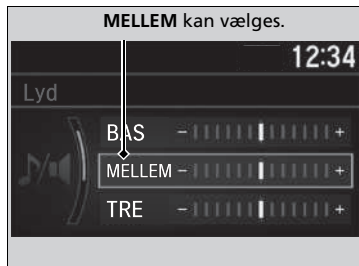 MELLEM kan vælges.
12:34
Lyd
BAS - +
MELLEM - +
TRE - +